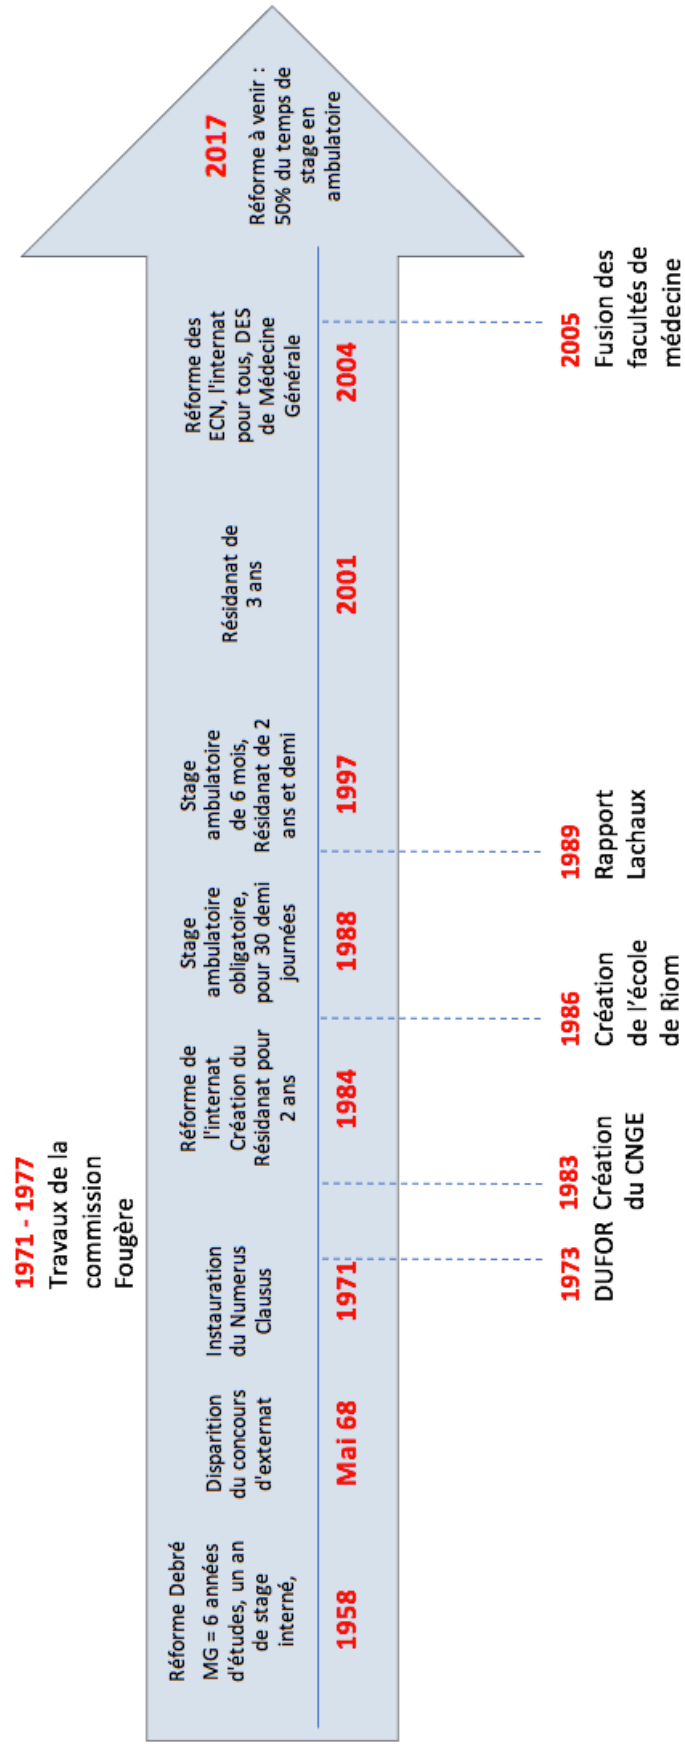 1971 - 1977
Travaux de la
commission
Fougère
Réforme Debré
MG = 6 années
d'études, un an
de stage
interné,
1958
Disparition
du concours
d'externat
Mai 68
Instauration
du Numerus
Clausus
1971
Réforme de
l'internat
Création du
Résidanat pour
2 ans
1984
Stage
ambulatoire
obligatoire,
pour 30 demi
journées
1988
Stage
ambulatoire
de 6 mois,
Résidanat de 2
ans et demi
1997
Résidanat de
3 ans
2001
Réforme des
ECN, l'internat
pour tous, DES
de Médecine
Générale
2004
2017
Réforme à venir :
50% du temps de
stage en
ambulatoire
1973
DUFOR
1983
Création
du CNGE
1986
Création
de l'école
de Riom
1989
Rapport
Lachaux
2005
Fusion des
facultés de
médecine